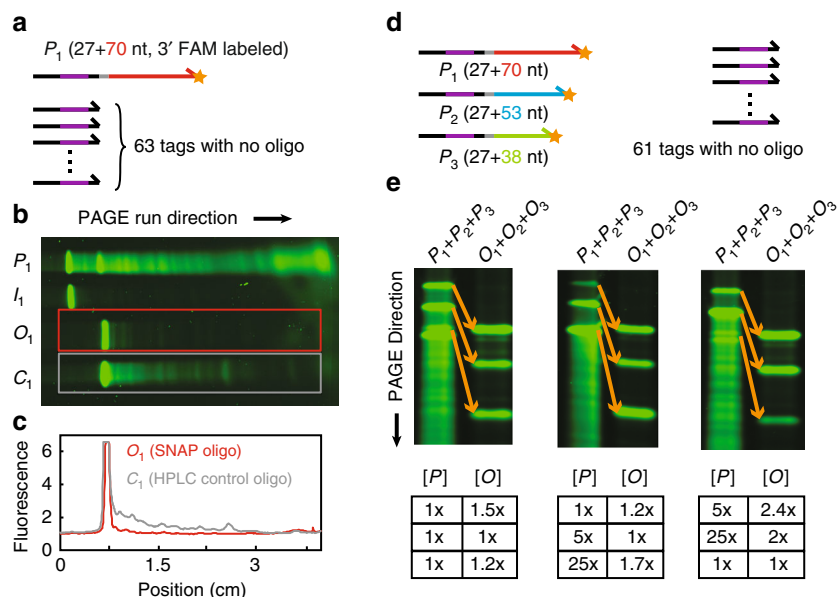 a
P1 (27+70 nt, 3′ FAM labeled)
63 tags with no oligo
b
PAGE run direction
P1
I1
O1
C1
c
Fluorescence
6
4
2
0
O1 (SNAP oligo)
C1 (HPLC control oligo)
0 1.5 3
Position (cm)
d
P1 (27+70 nt)
P2 (27+53 nt)
P3 (27+38 nt)
61 tags with no oligo
e
P1+P2+P3 O1+O2+O3 P1+P2+P3 O1+O2+O3 P1+P2+P3 O1+O2+O3
PAGE Direction
[P] [O] [P] [O] [P] [O]
1x 1.5x 1x 1.2x 5x 2.4x
1x 1x 5x 1x 25x 2x
1x 1.2x 25x 1.7x 1x 1x